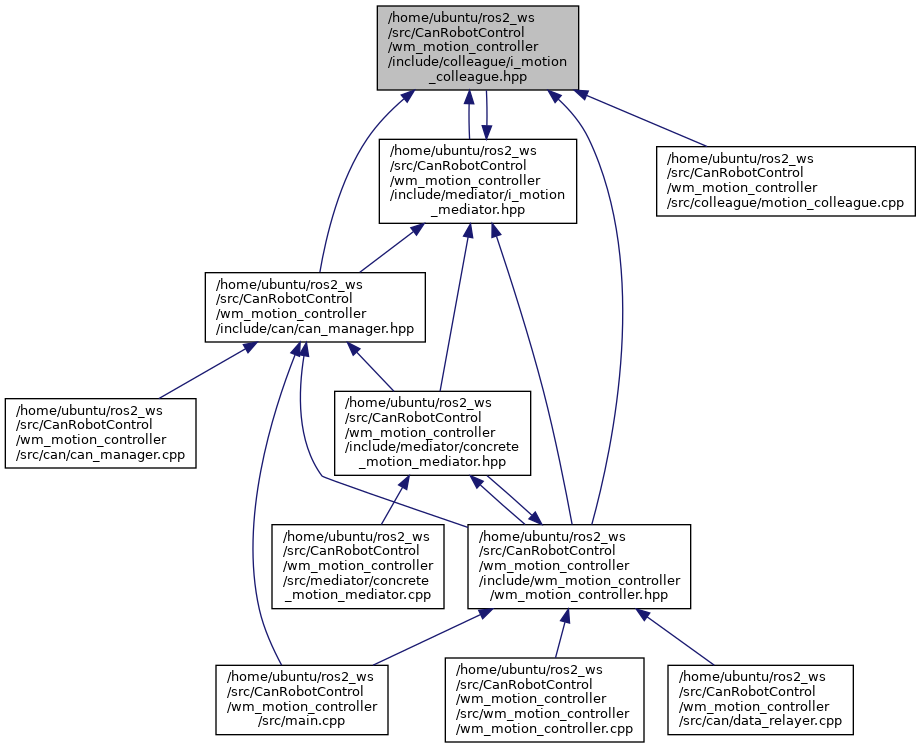 /home/ubuntu/ros2_ws
/src/CanRobotControl
/wm_motion_controller
/include/colleague/i_motion
_colleague.hpp
/home/ubuntu/ros2_ws
/src/CanRobotControl
/wm_motion_controller
/include/mediator/i_motion
_mediator.hpp
/home/ubuntu/ros2_ws
/src/CanRobotControl
/wm_motion_controller
/src/colleague/motion_colleague.cpp
/home/ubuntu/ros2_ws
/src/CanRobotControl
/wm_motion_controller
/include/can/can_manager.hpp
/home/ubuntu/ros2_ws
/src/CanRobotControl
/wm_motion_controller
/src/can/can_manager.cpp
/home/ubuntu/ros2_ws
/src/CanRobotControl
/wm_motion_controller
/include/mediator/concrete
_motion_mediator.hpp
/home/ubuntu/ros2_ws
/src/CanRobotControl
/wm_motion_controller
/src/mediator/concrete
_motion_mediator.cpp
/home/ubuntu/ros2_ws
/src/CanRobotControl
/wm_motion_controller
/include/wm_motion_controller
/wm_motion_controller.hpp
/home/ubuntu/ros2_ws
/src/CanRobotControl
/wm_motion_controller
/src/main.cpp
/home/ubuntu/ros2_ws
/src/CanRobotControl
/wm_motion_controller
/src/wm_motion_controller
/wm_motion_controller.cpp
/home/ubuntu/ros2_ws
/src/CanRobotControl
/wm_motion_controller
/src/can/data_relayer.cpp